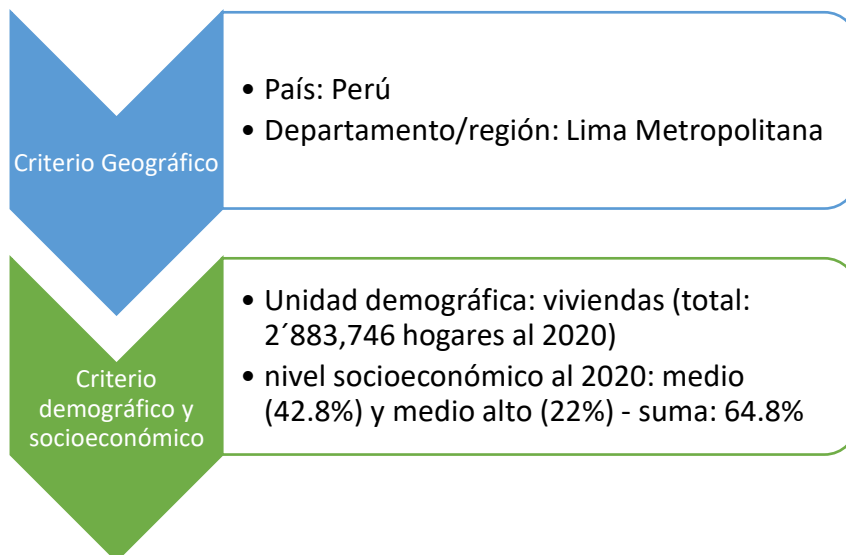 Criterio Geográfico
• País: Perú
• Departamento/región: Lima Metropolitana
Criterio
demográfico y
socioeconómico
• Unidad demográfica: viviendas (total:
2´883,746 hogares al 2020)
• nivel socioeconómico al 2020: medio
(42.8%) y medio alto (22%) - suma: 64.8%